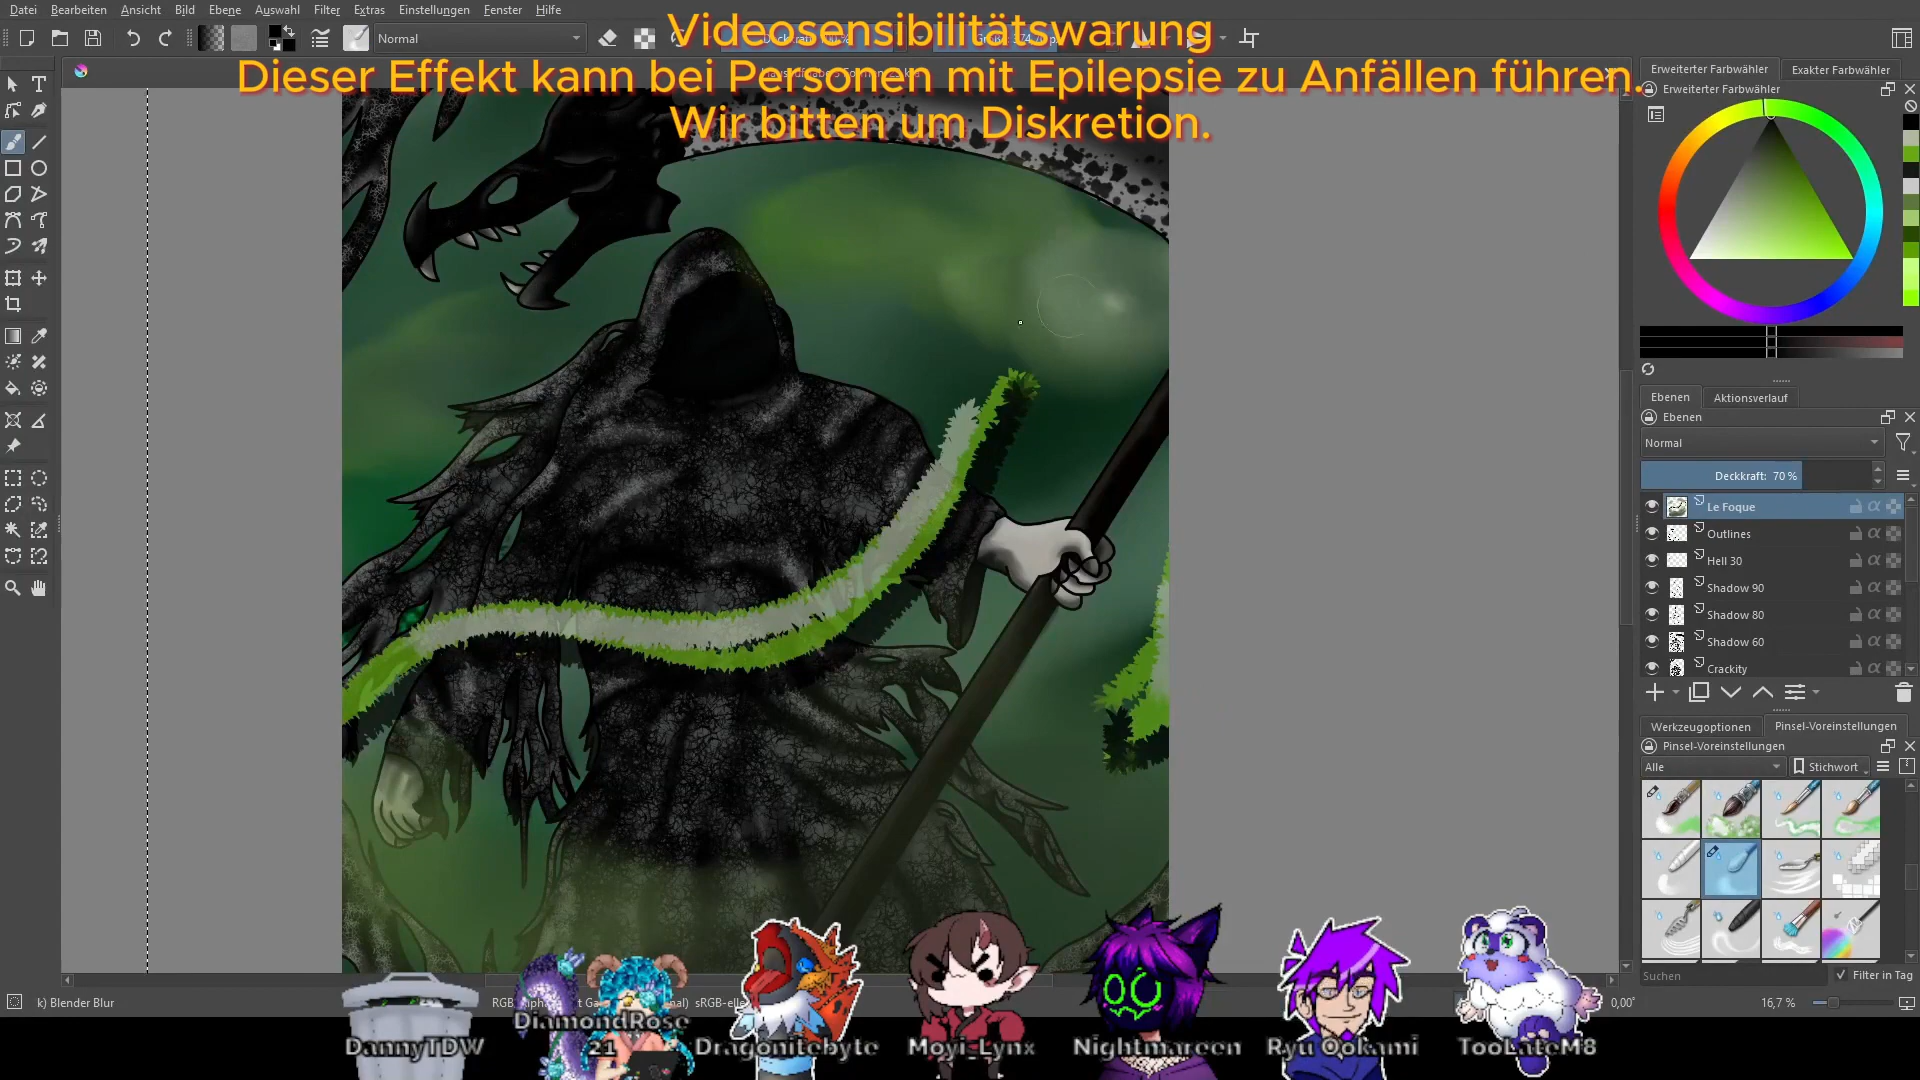 Datei Bearbeiten Ansicht Bild Ebene Auswahl Filter Extras Einstellungen Fenster Hilfe
Videosensibilitätswarung
Dieser Effekt kann bei Personen mit Epilepsie zu Anfällen führen.
Wir bitten um Diskretion.
Normal
Erweiterter Farbwähler Exakter Farbwähler
Erweiterter Farbwähler
Ebenen Aktionsverlauf
Ebenen
Normal
Deckkraft: 70 %
Le Foque
Outlines
Hell 30
Shadow 90
Shadow 80
Shadow 60
Crackity
Werkzeugoptionen Pinsel-Voreinstellungen
Pinsel-Voreinstellungen
Alle Stichwort
Suchen Filter in Tag
k) Blender Blur
0,00° 16,7 %
DannyTDW
DiamondRose
21
Dragonitebyte
Moyi_Lynx
Nightmareen
Ryu Ookami
TooLateM8